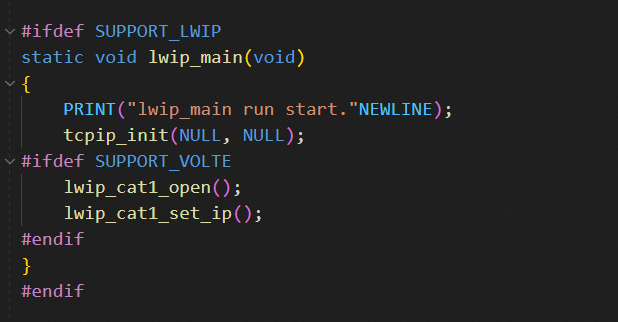 #ifdef SUPPORT_LWIP
static void lwip_main(void)
{
    PRINT("lwip_main run start."NEWLINE);
    tcpip_init(NULL, NULL);
#ifdef SUPPORT_VOLTE
    lwip_cat1_open();
    lwip_cat1_set_ip();
#endif
}
#endif